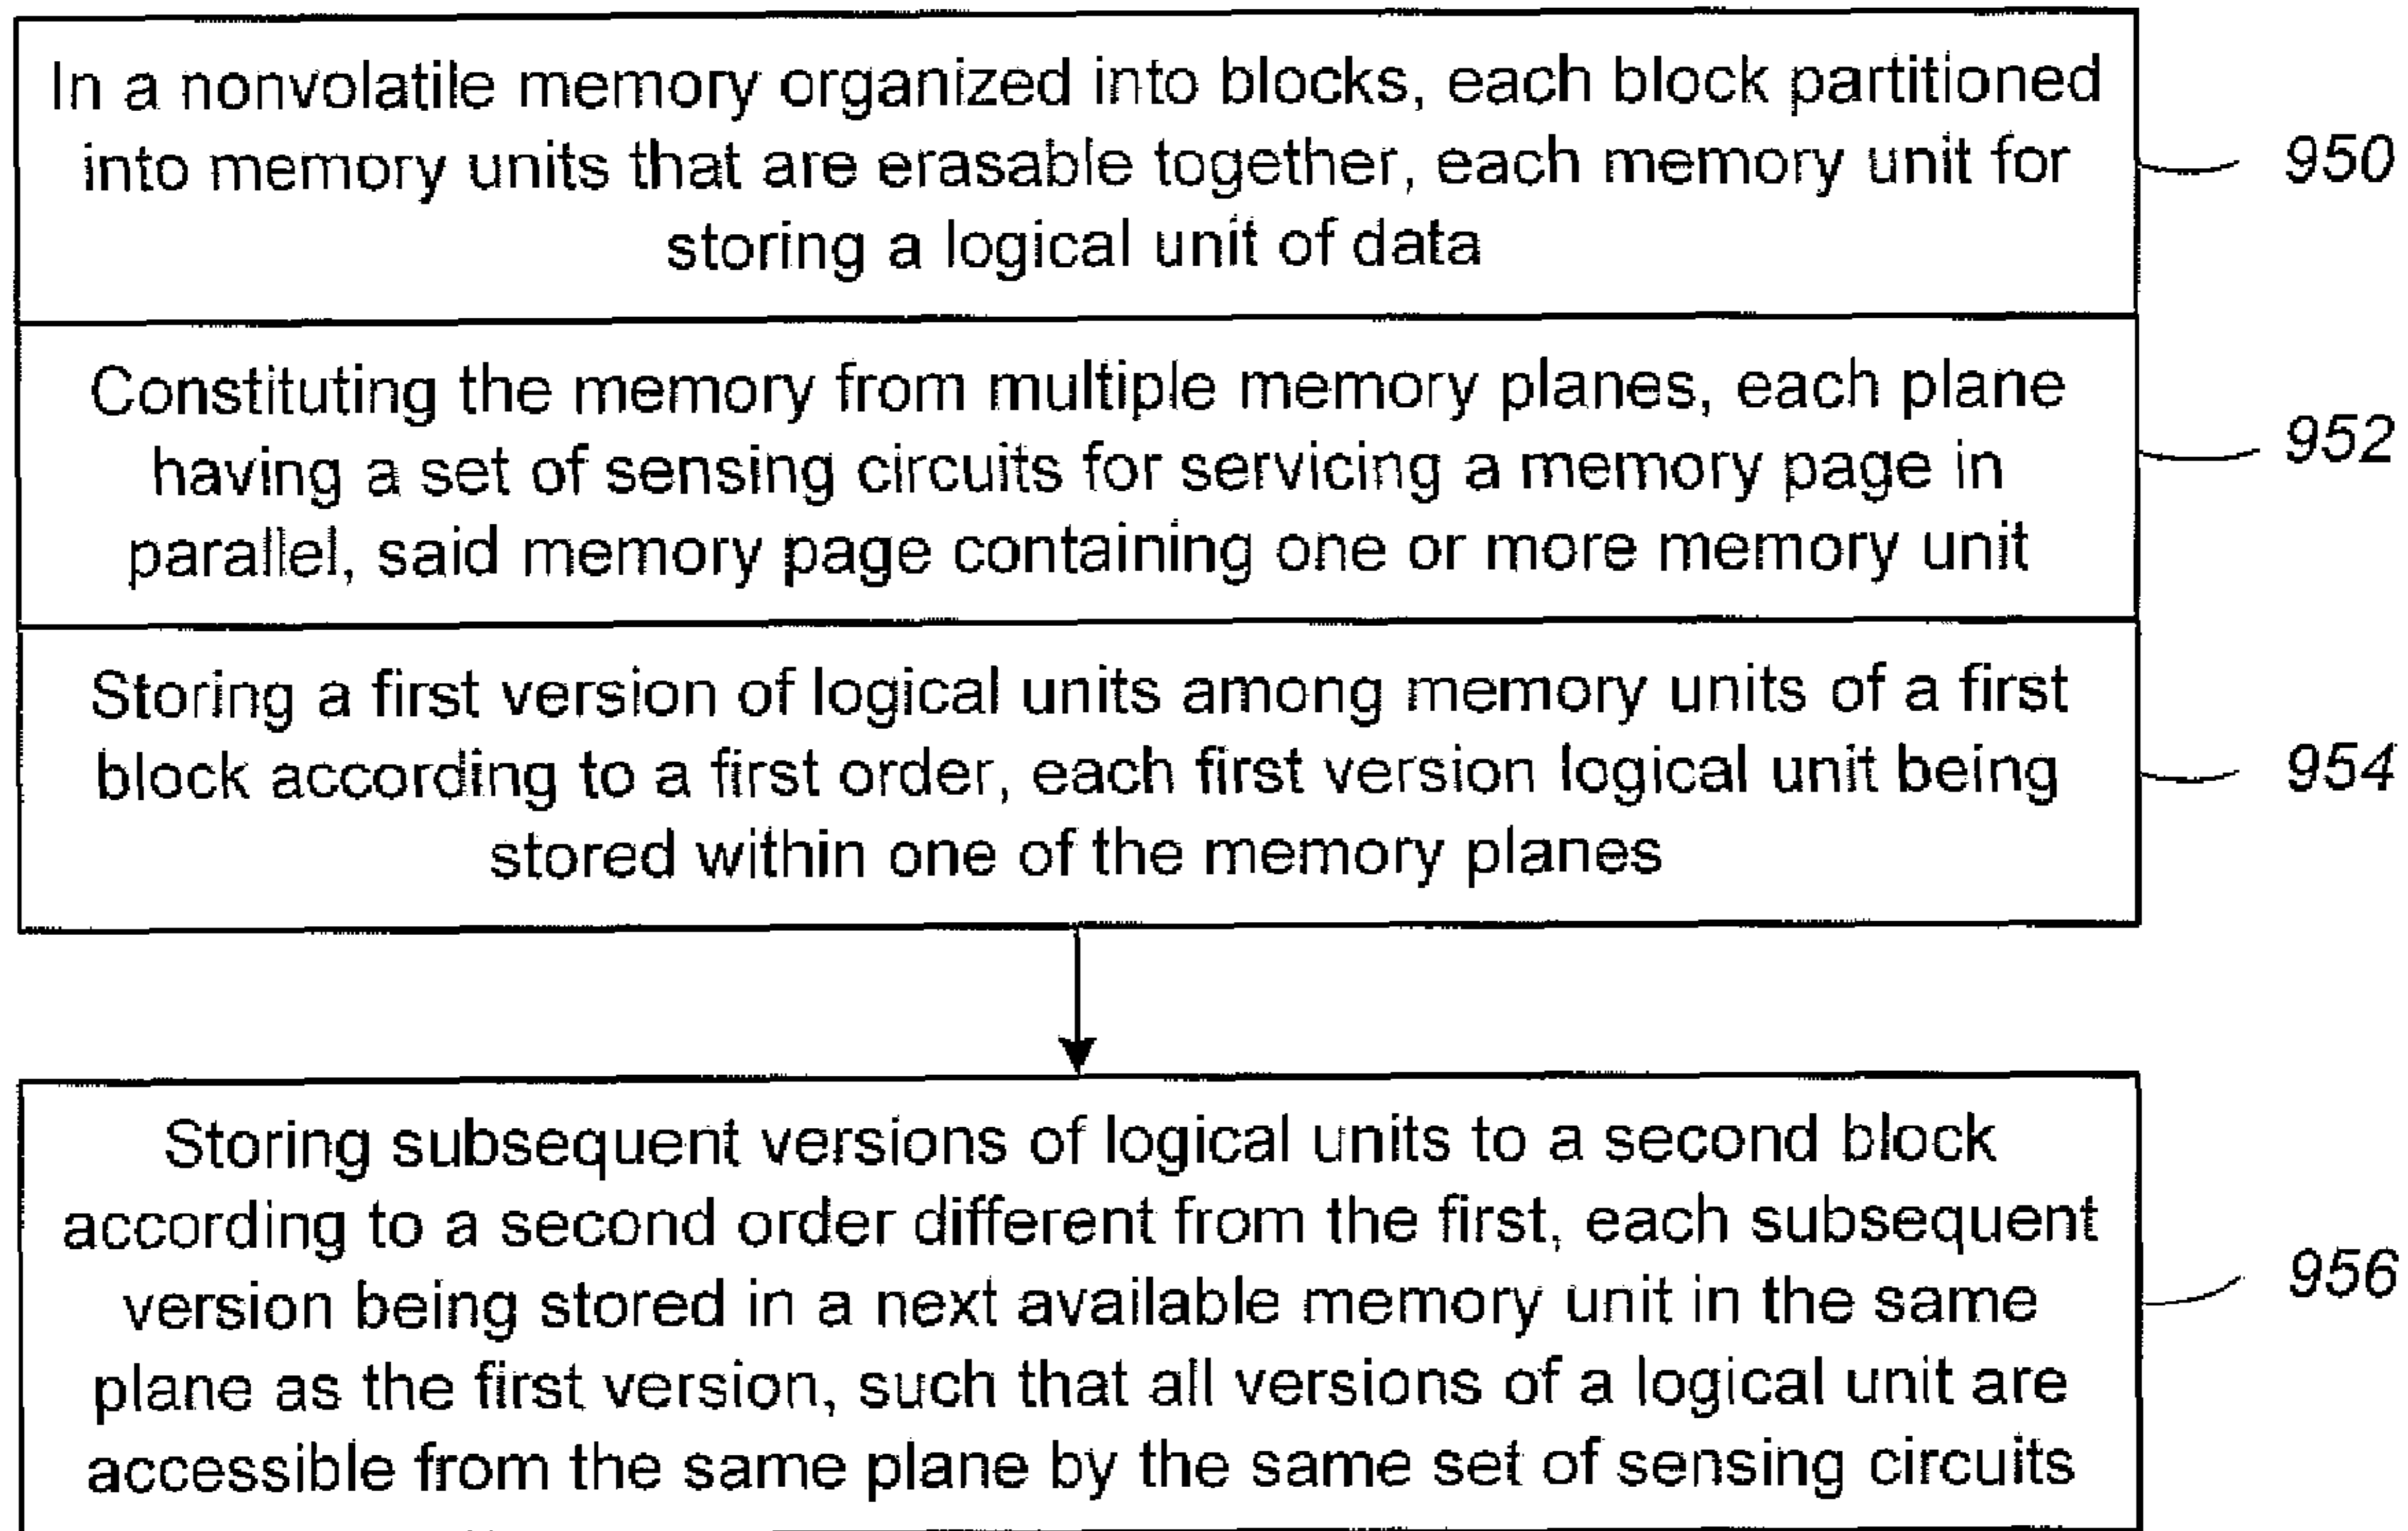 In a nonvolatile memory organized into blocks, each block partitioned
into memory units that are erasable together, each memory unit for
storing a logical unit of data
950
Constituting the memory from multiple memory planes, each plane
having a set of sensing circuits for servicing a memory page in
parallel, said memory page containing one or more memory unit
952
Storing a first version of logical units among memory units of a first
block according to a first order, each first version logical unit being
stored within one of the memory planes
954
Storing subsequent versions of logical units to a second block
according to a second order different from the first, each subsequent
version being stored in a next available memory unit in the same
plane as the first version, such that all versions of a logical unit are
accessible from the same plane by the same set of sensing circuits
956